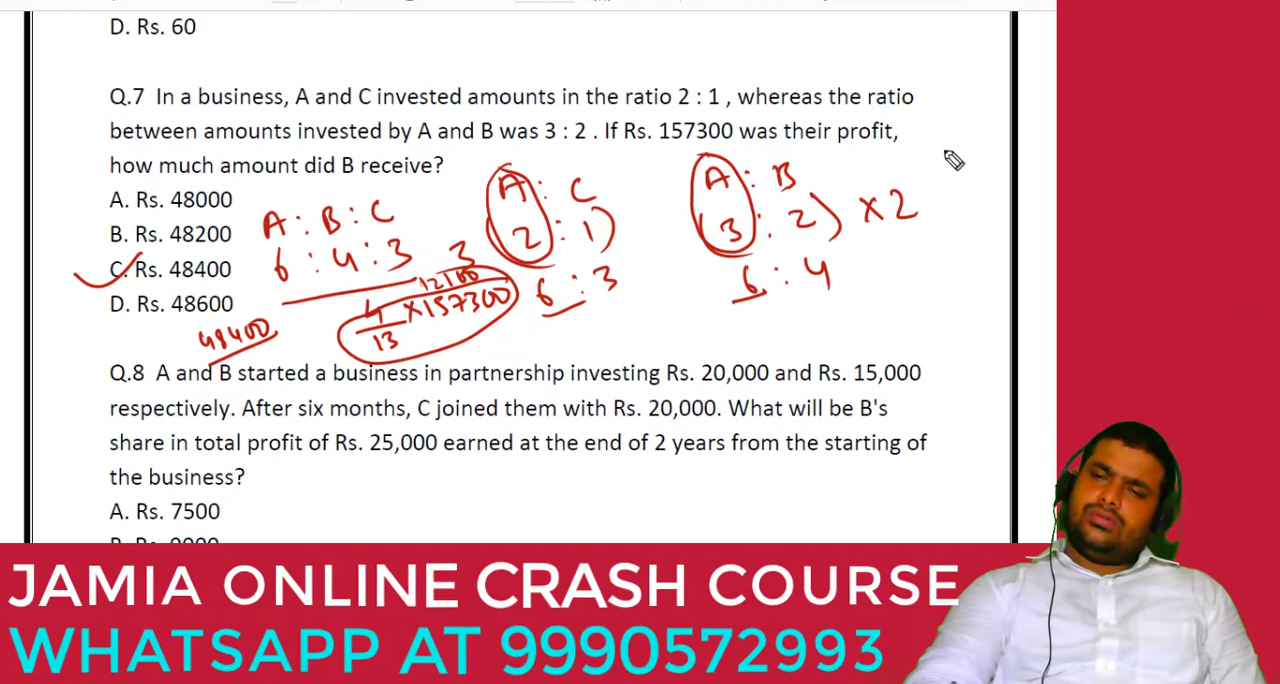 D. Rs. 60
Q.7 In a business, A and C invested amounts in the ratio 2 : 1 , whereas the ratio
between amounts invested by A and B was 3 : 2 . If Rs. 157300 was their profit,
how much amount did B receive?
A : C
A : B
A. Rs. 48000
A : B : C
2 : 1)
(3 : 2) ×2
B. Rs. 48200
6 : 4 : 3
C. Rs. 48400
6 : 3
6 : 4
D. Rs. 48600
12100
4/13 ×157300
48400
Q.8 A and B started a business in partnership investing Rs. 20,000 and Rs. 15,000
respectively. After six months, C joined them with Rs. 20,000. What will be B's
share in total profit of Rs. 25,000 earned at the end of 2 years from the starting of
the business?
A. Rs. 7500
JAMIA ONLINE CRASH COURSE
WHATSAPP AT 9990572993